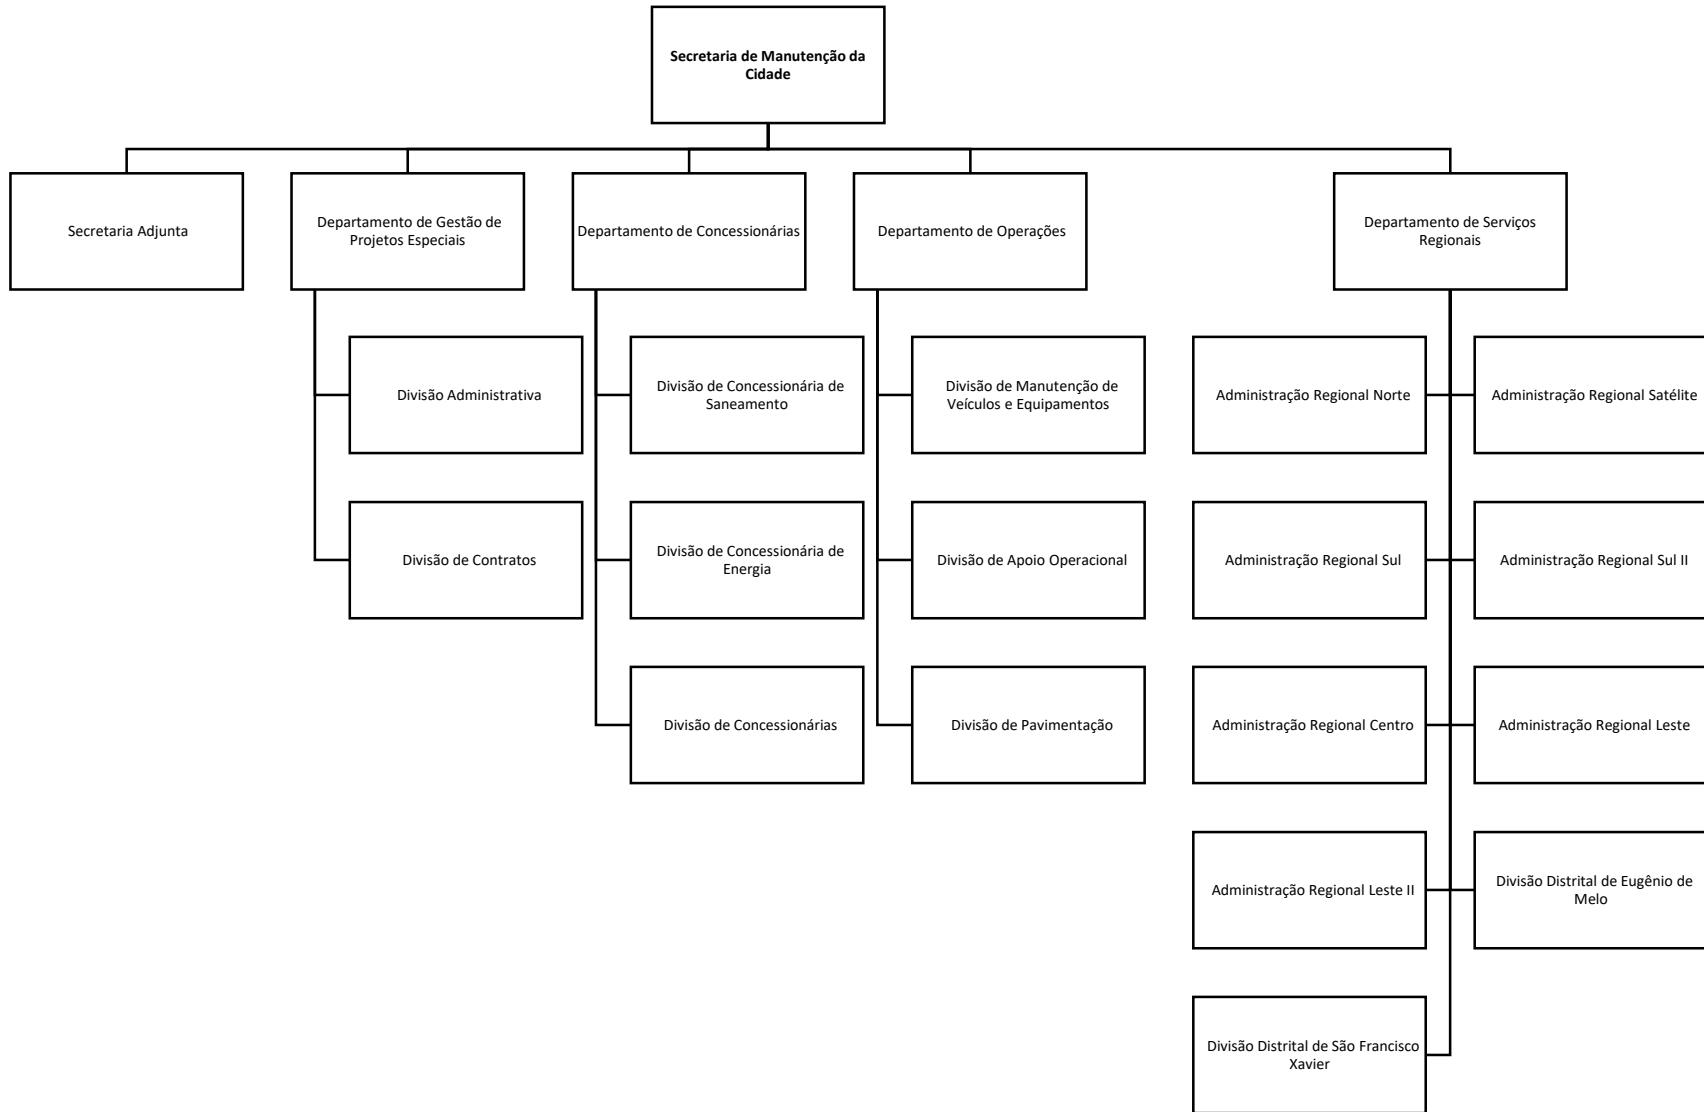 Secretaria de Manutenção da
Cidade
Secretaria Adjunta
Departamento de Gestão de
Projetos Especiais
Departamento de Concessionárias
Departamento de Operações
Departamento de Serviços
Regionais
Divisão Administrativa
Divisão de Concessionária de
Saneamento
Divisão de Manutenção de
Veículos e Equipamentos
Administração Regional Norte
Administração Regional Satélite
Divisão de Contratos
Divisão de Concessionária de
Energia
Divisão de Apoio Operacional
Administração Regional Sul
Administração Regional Sul II
Divisão de Concessionárias
Divisão de Pavimentação
Administração Regional Centro
Administração Regional Leste
Administração Regional Leste II
Divisão Distrital de Eugênio de
Melo
Divisão Distrital de São Francisco
Xavier